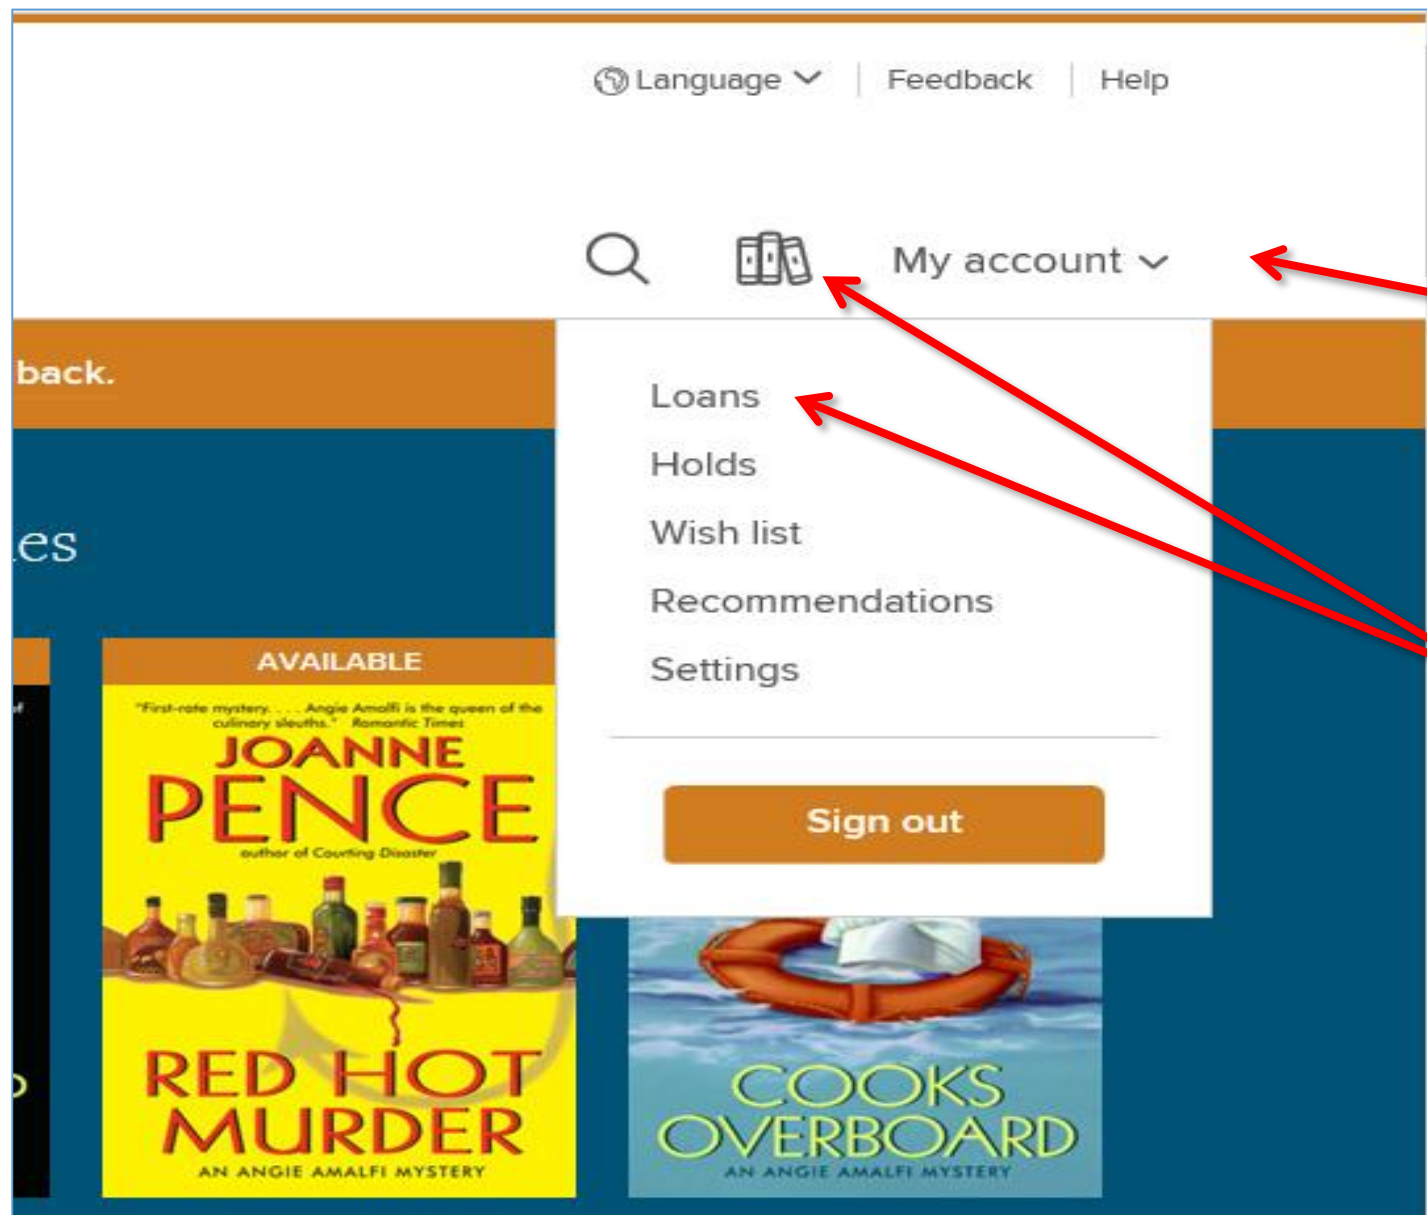 Language
Feedback
Help
My account
back.
Loans
Holds
Wish list
Recommendations
Settings
Sign out
es
AVAILABLE
"First-rate mystery. . . . Angie Amalfi is the queen of the
culinary sleuths." Romantic Times
JOANNE
PENCE
author of Courting Disaster
RED HOT
MURDER
AN ANGIE AMALFI MYSTERY
COOKS
OVERBOARD
AN ANGIE AMALFI MYSTERY